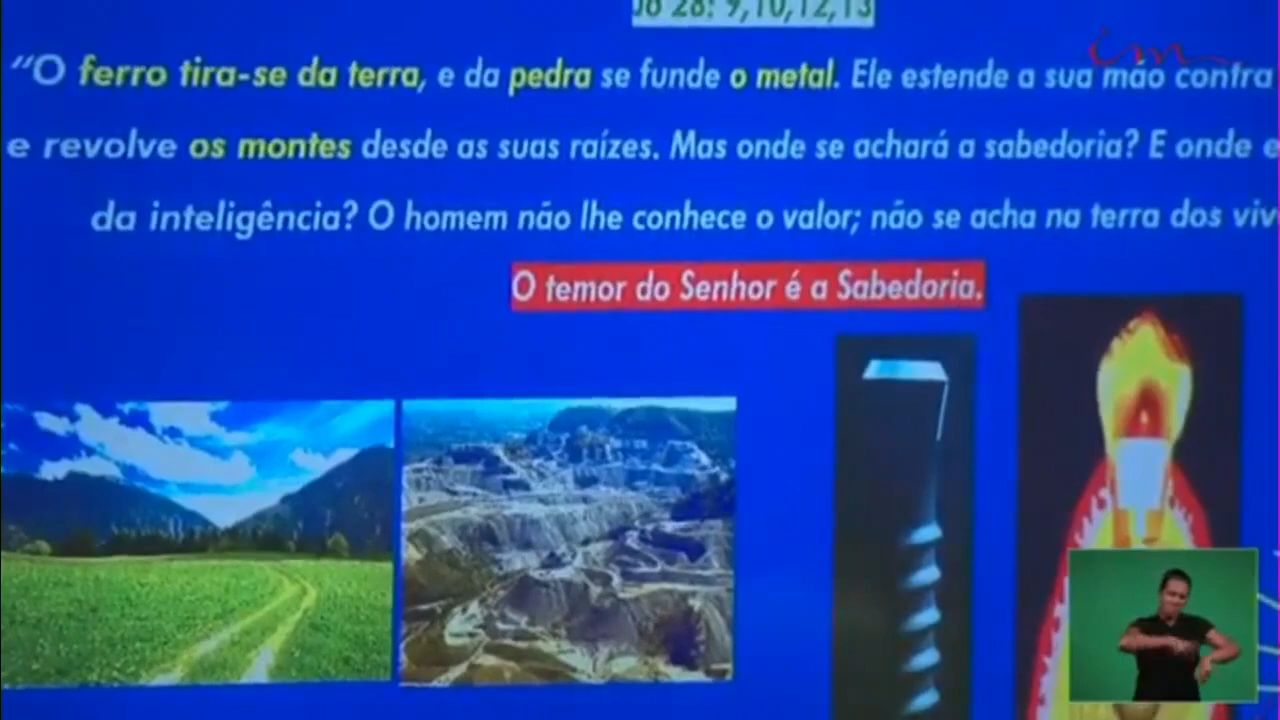 Jó 28: 9,10,12,13
“O ferro tira-se da terra, e da pedra se funde o metal. Ele estende a sua mão contra
e revolve os montes desde as suas raízes. Mas onde se achará a sabedoria? E onde e
da inteligência? O homem não lhe conhece o valor; não se acha na terra dos viv
O temor do Senhor é a Sabedoria.
im